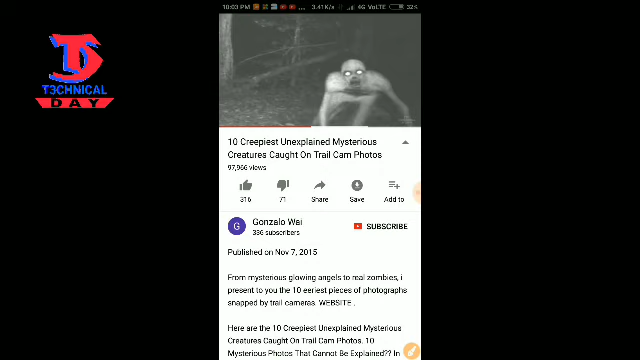 10:03 PM
3.41K/s
4G VoLTE
32%
T3CHNICAL
DAY
10 Creepiest Unexplained Mysterious
Creatures Caught On Trail Cam Photos
97,966 views
316
71
Share
Save
Add to
G
Gonzalo Wai
336 subscribers
SUBSCRIBE
Published on Nov 7, 2015
From mysterious glowing angels to real zombies, i
present to you the 10 eeriest pieces of photographs
snapped by trail cameras. WEBSITE .
Here are the 10 Creepiest Unexplained Mysterious
Creatures Caught On Trail Cam Photos. 10
Mysterious Photos That Cannot Be Explained?? In